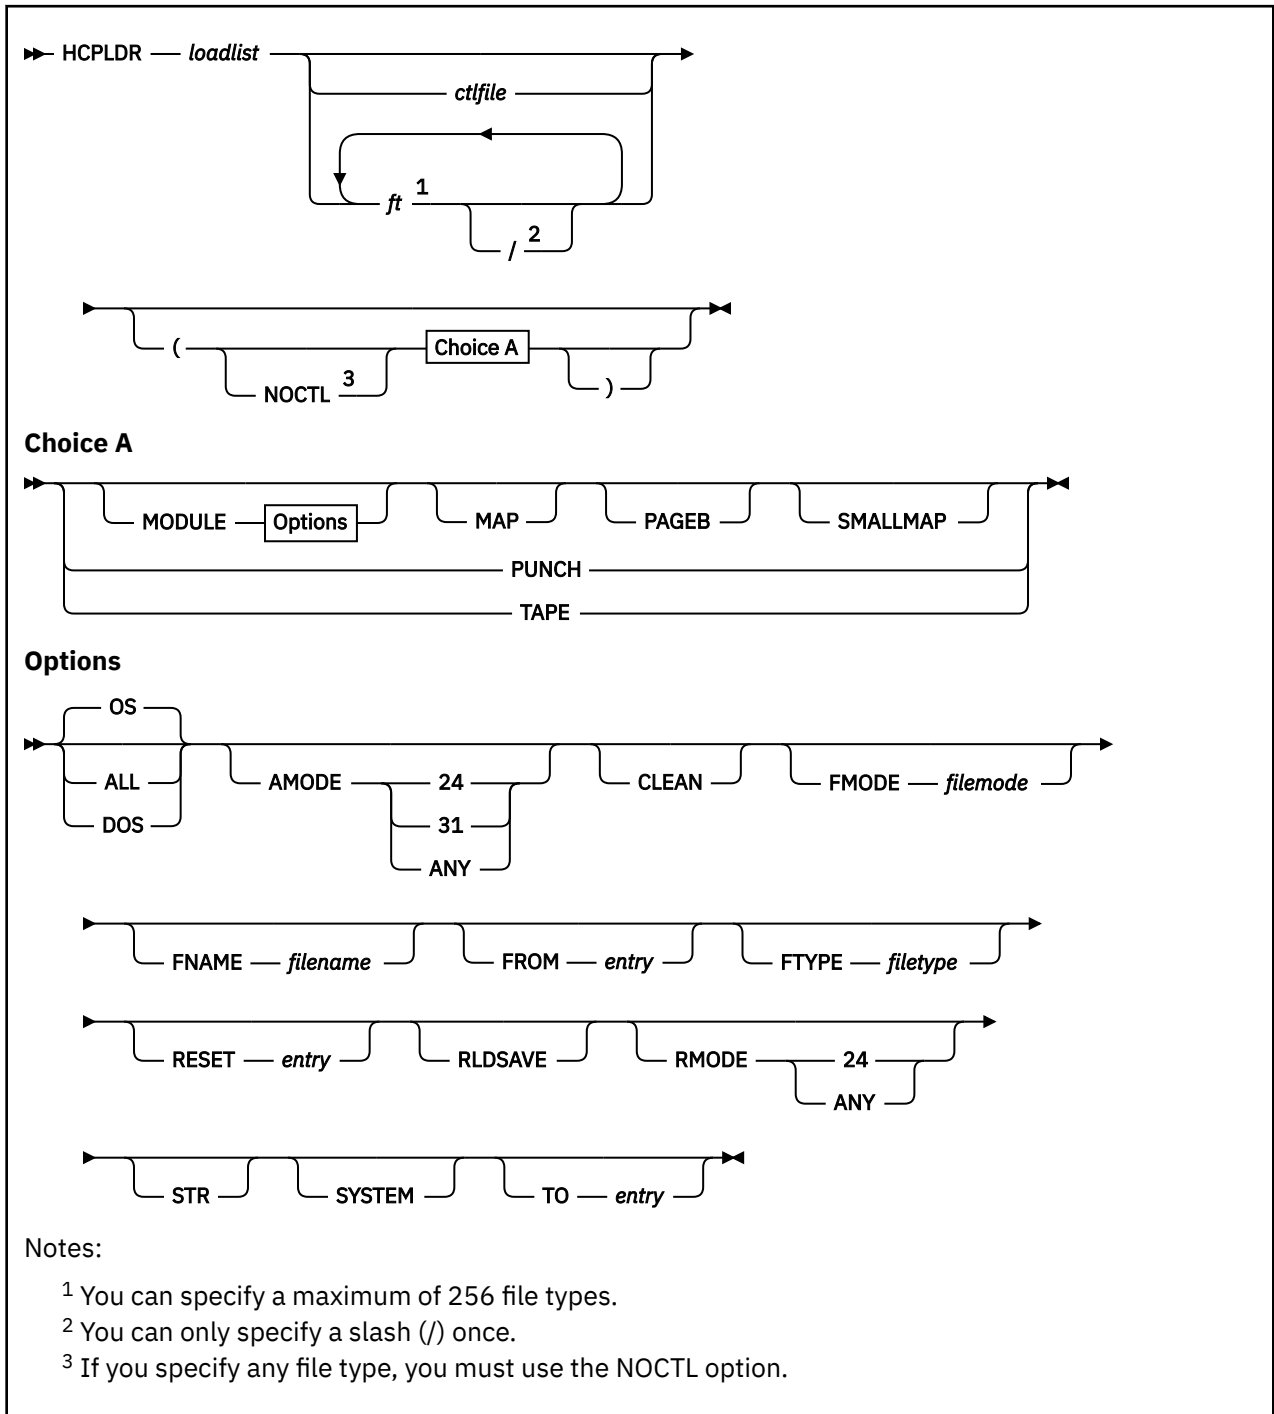 HCPLDR loadlist
ctlfile
ft 1
/ 2
( Choice A
NOCTL 3 )
Choice A
MODULE Options MAP PAGEB SMALLMAP
PUNCH
TAPE
Options
OS
ALL AMODE 24 CLEAN FMODE filemode
DOS 31
ANY
FNAME filename FROM entry FTYPE filetype
RESET entry RLDSAVE RMODE 24
ANY
STR SYSTEM TO entry
Notes:
1 You can specify a maximum of 256 file types.
2 You can only specify a slash (/) once.
3 If you specify any file type, you must use the NOCTL option.